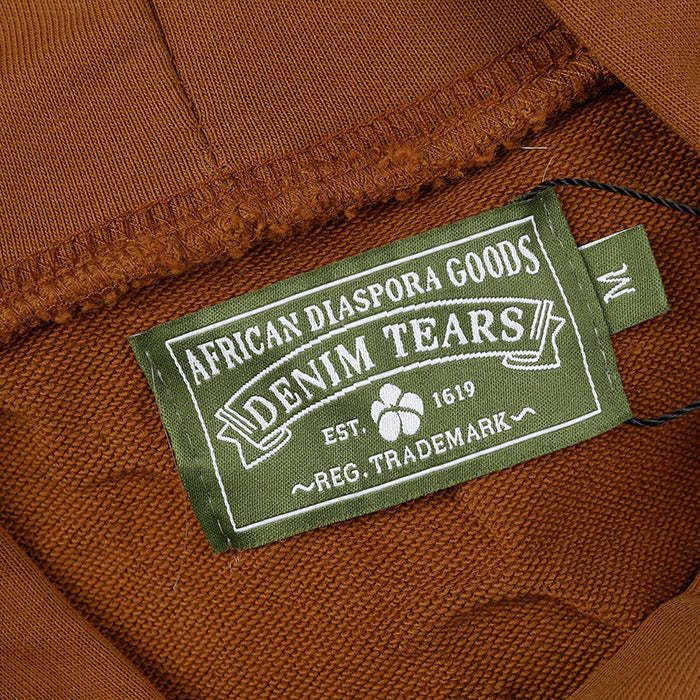 AFRICAN DIASPORA GOODS
DENIM TEARS
EST. 1619
~REG. TRADEMARK~
M